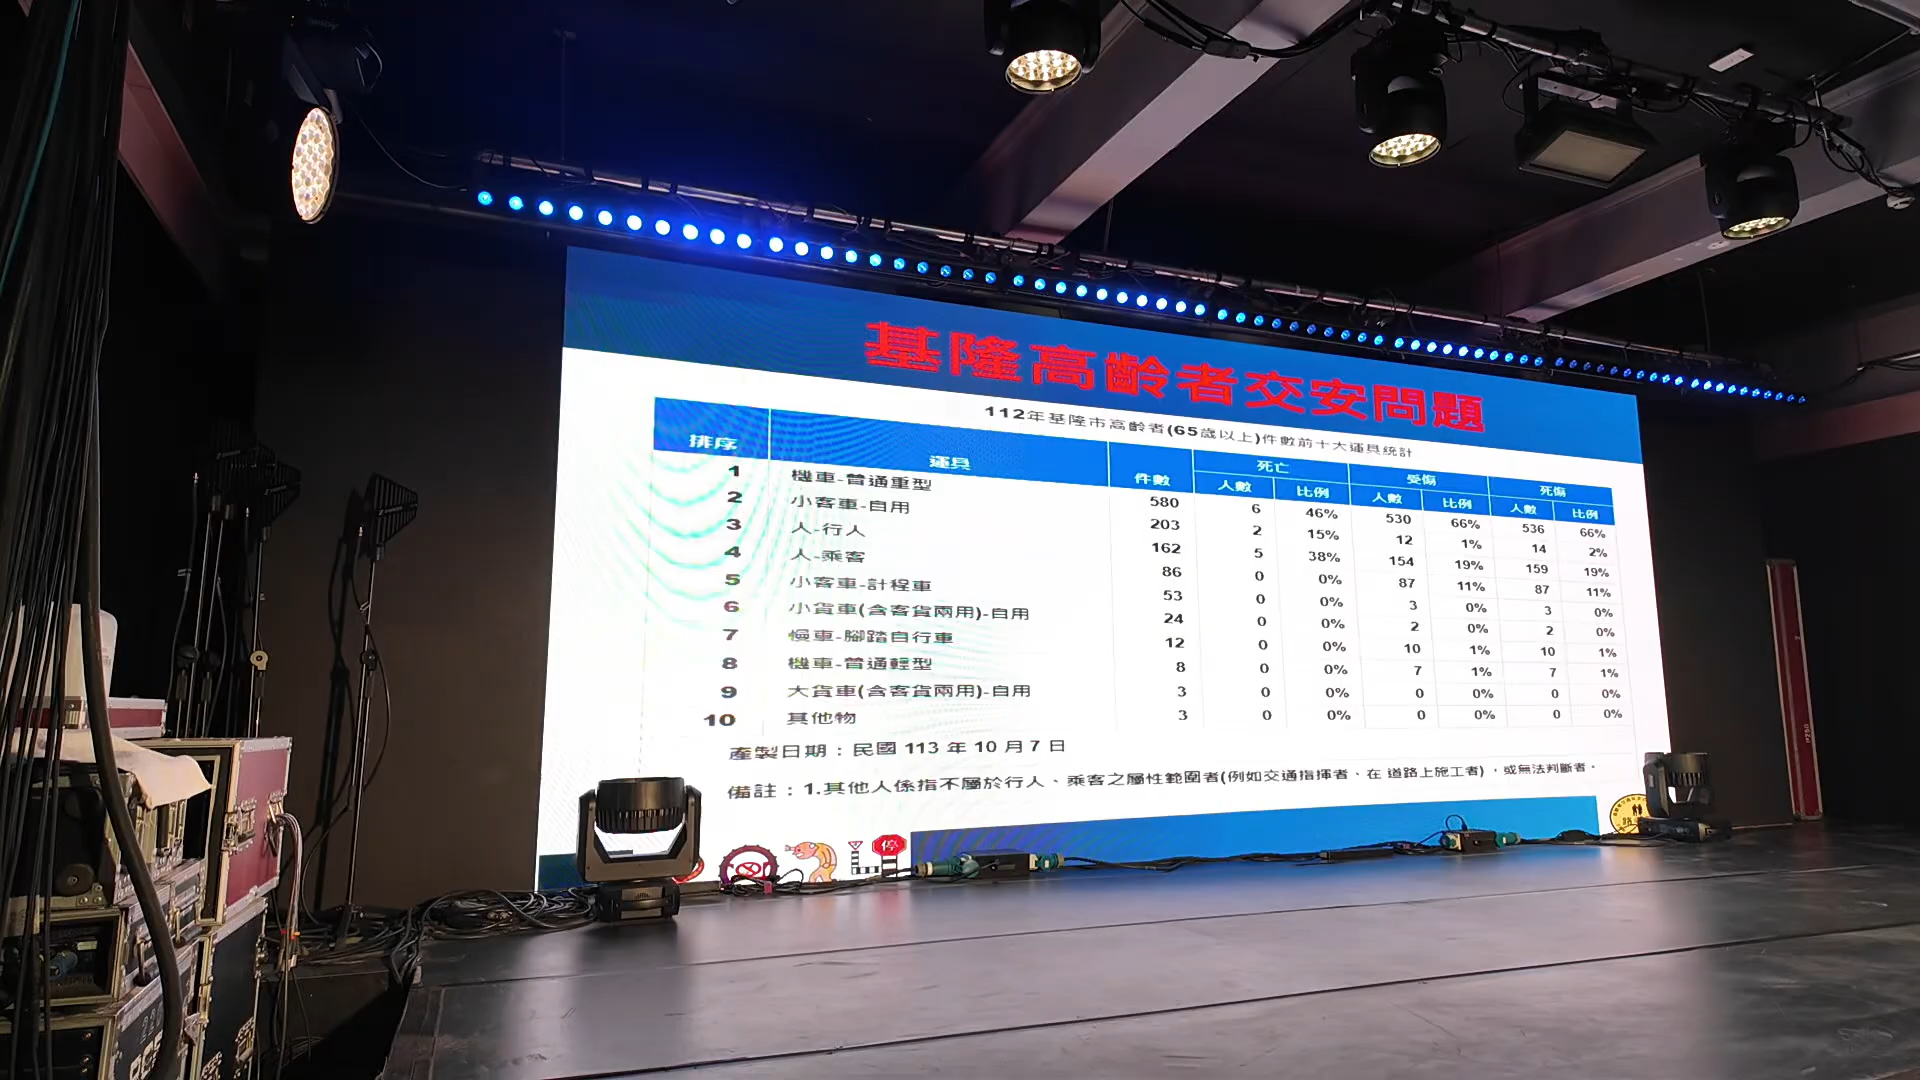 基隆高齡者交安問題
112年基隆市高齡者(65歲以上)件數前十大運具統計
排序 運具 件數 死亡 受傷 死傷
人數 比例 人數 比例 人數 比例
1 機車-普通重型 580 6 46% 530 66% 536 66%
2 小客車-自用 203 2 15% 12 1% 14 2%
3 人-行人 162 5 38% 154 19% 159 19%
4 人-乘客 86 0 0% 87 11% 87 11%
5 小客車-計程車 53 0 0% 3 0% 3 0%
6 小貨車(含客貨兩用)-自用 24 0 0% 2 0% 2 0%
7 慢車-腳踏自行車 12 0 0% 10 1% 10 1%
8 機車-普通輕型 8 0 0% 7 1% 7 1%
9 大貨車(含客貨兩用)-自用 3 0 0% 0 0% 0 0%
10 其他物 3 0 0% 0 0% 0 0%
產製日期：民國 113 年 10 月 7 日
備註：1.其他人係指不屬於行人、乘客之屬性範圍者(例如交通指揮者、在 道路上施工者)，或無法判斷者。
停